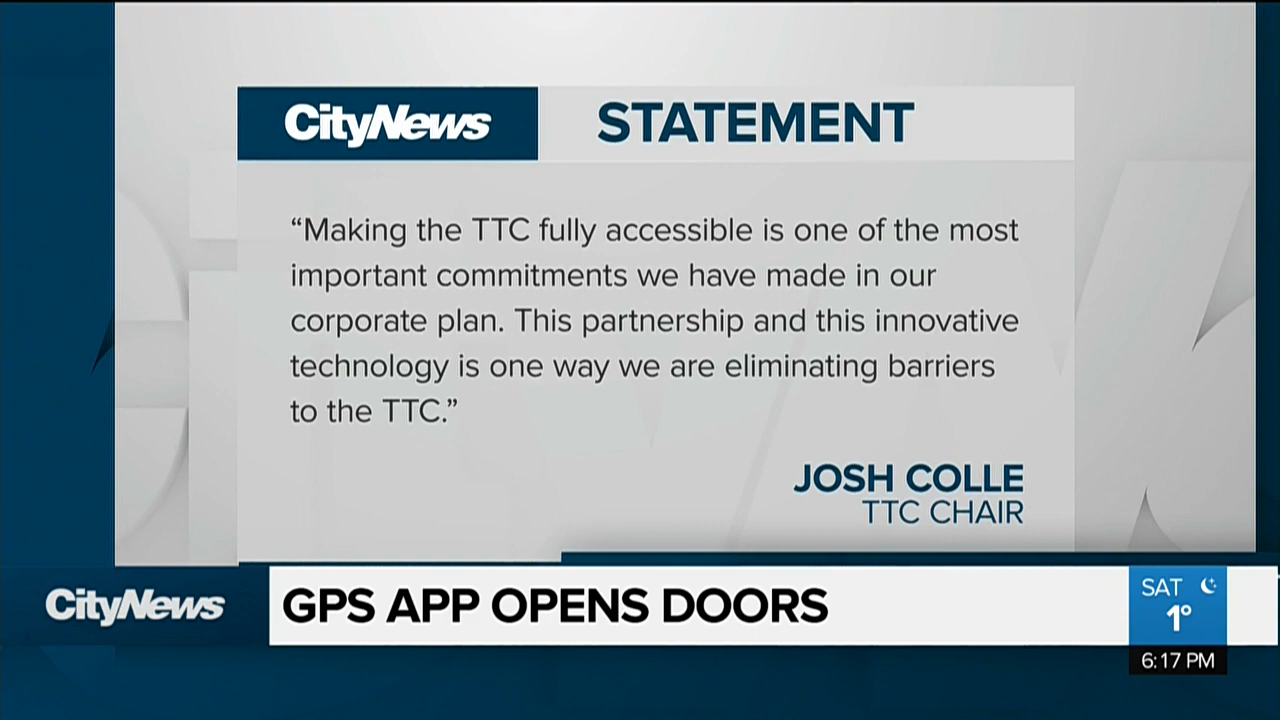 CityNews STATEMENT
“Making the TTC fully accessible is one of the most
important commitments we have made in our
corporate plan. This partnership and this innovative
technology is one way we are eliminating barriers
to the TTC.”
JOSH COLLE
TTC CHAIR
CityNews GPS APP OPENS DOORS
SAT
1°
6:17 PM